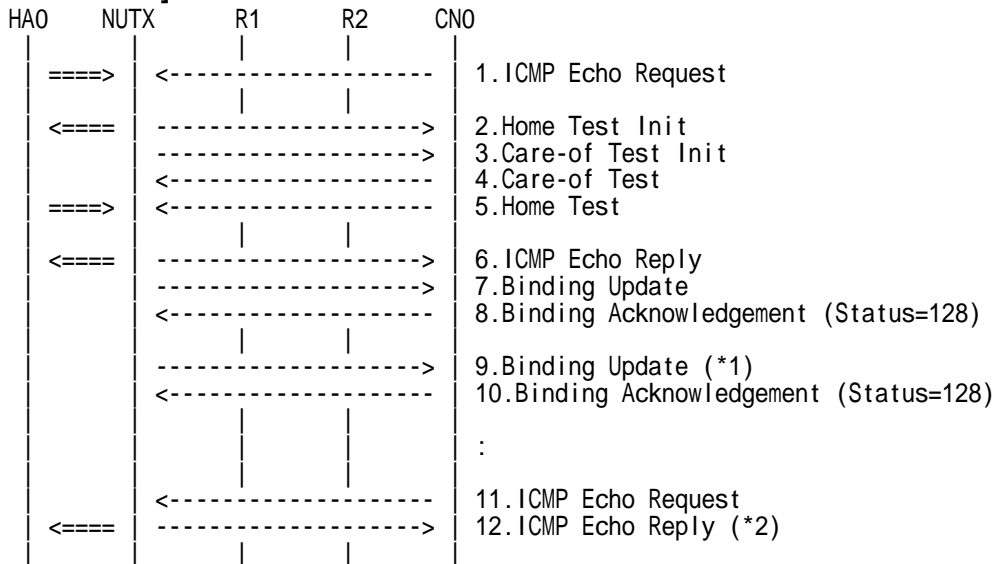 HA0 NUTX R1 R2 CN0
====> <--------------------- 1.ICMP Echo Request
<==== ---------------------> 2.Home Test Init
---------------------> 3.Care-of Test Init
<--------------------- 4.Care-of Test
====> <--------------------- 5.Home Test
<==== ---------------------> 6.ICMP Echo Reply
---------------------> 7.Binding Update
<--------------------- 8.Binding Acknowledgement (Status=128)
---------------------> 9.Binding Update (*1)
<--------------------- 10.Binding Acknowledgement (Status=128)
:
<--------------------- 11.ICMP Echo Request
<==== ---------------------> 12.ICMP Echo Reply (*2)